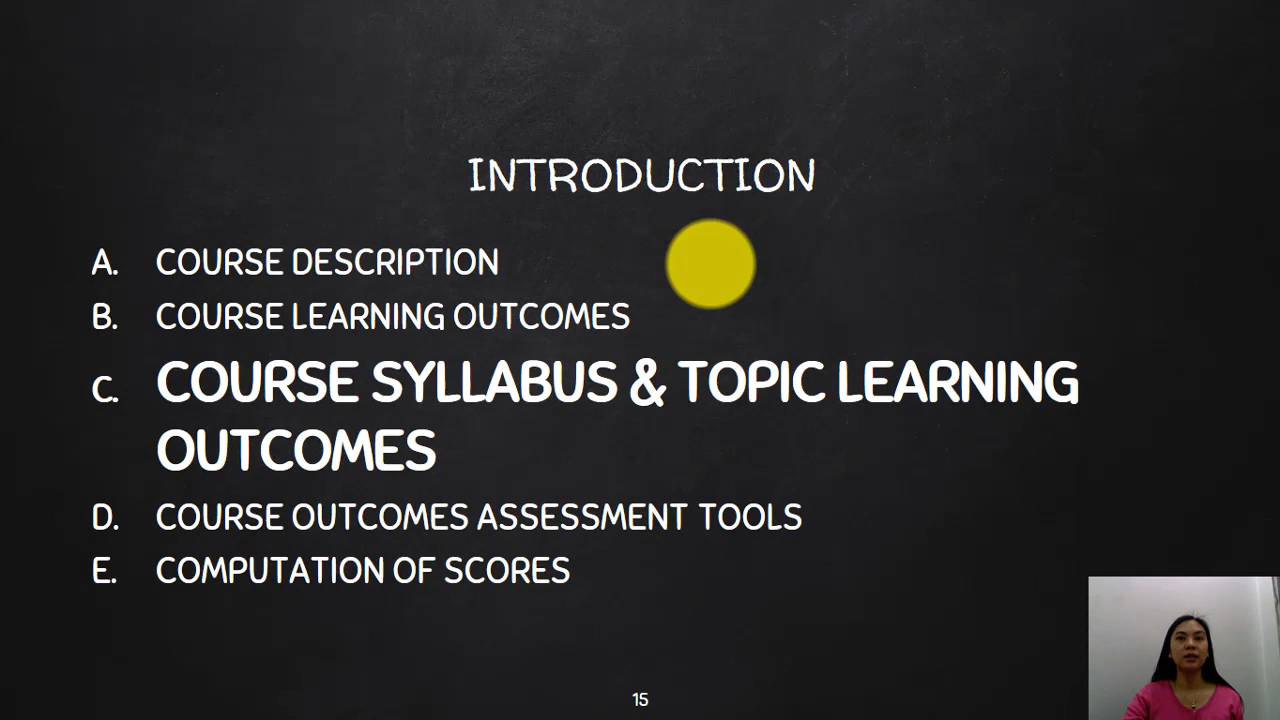 INTRODUCTION
A. COURSE DESCRIPTION
B. COURSE LEARNING OUTCOMES
C. COURSE SYLLABUS & TOPIC LEARNING
OUTCOMES
D. COURSE OUTCOMES ASSESSMENT TOOLS
E. COMPUTATION OF SCORES
15